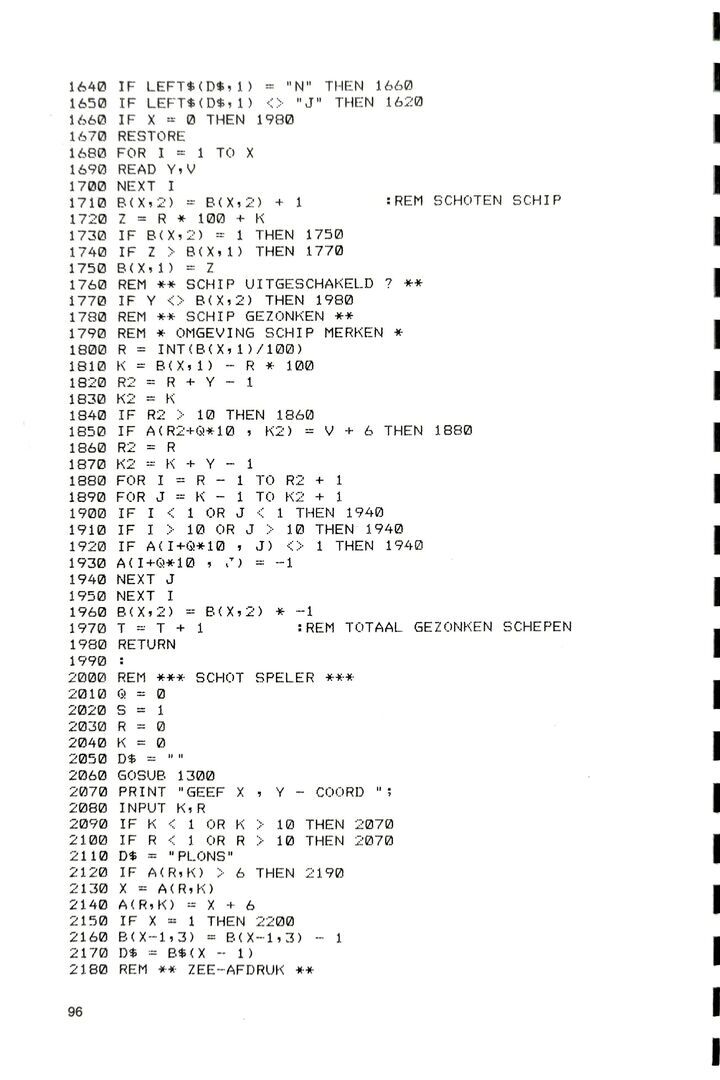 1640 IF LEFT$(D$,1) = "N" THEN 1660
1650 IF LEFT$(D$,1) <> "J" THEN 1620
1660 IF X = 0 THEN 1980
1670 RESTORE
1680 FOR I = 1 TO X
1690 READ Y,V
1700 NEXT I
1710 B(X,2) = B(X,2) + 1 :REM SCHOTEN SCHIP
1720 Z = R * 100 + K
1730 IF B(X,2) = 1 THEN 1750
1740 IF Z > B(X,1) THEN 1770
1750 B(X,1) = Z
1760 REM ** SCHIP UITGESCHAKELD ? **
1770 IF Y <> B(X,2) THEN 1980
1780 REM ** SCHIP GEZONKEN **
1790 REM * OMGEVING SCHIP MERKEN *
1800 R = INT(B(X,1)/100)
1810 K = B(X,1) - R * 100
1820 R2 = R + Y - 1
1830 K2 = K
1840 IF R2 > 10 THEN 1860
1850 IF A(R2+Q*10 , K2) = V + 6 THEN 1880
1860 R2 = R
1870 K2 = K + Y - 1
1880 FOR I = R - 1 TO R2 + 1
1890 FOR J = K - 1 TO K2 + 1
1900 IF I < 1 OR J < 1 THEN 1940
1910 IF I > 10 OR J > 10 THEN 1940
1920 IF A(I+Q*10 , J) <> 1 THEN 1940
1930 A(I+Q*10 , J) = -1
1940 NEXT J
1950 NEXT I
1960 B(X,2) = B(X,2) * -1
1970 T = T + 1 :REM TOTAAL GEZONKEN SCHEPEN
1980 RETURN
1990 :
2000 REM *** SCHOT SPELER ***
2010 Q = 0
2020 S = 1
2030 R = 0
2040 K = 0
2050 D$ = ""
2060 GOSUB 1300
2070 PRINT "GEEF X , Y - COORD ";
2080 INPUT K,R
2090 IF K < 1 OR K > 10 THEN 2070
2100 IF R < 1 OR R > 10 THEN 2070
2110 D$ = "PLONS"
2120 IF A(R,K) > 6 THEN 2190
2130 X = A(R,K)
2140 A(R,K) = X + 6
2150 IF X = 1 THEN 2200
2160 B(X-1,3) = B(X-1,3) - 1
2170 D$ = B$(X - 1)
2180 REM ** ZEE-AFDRUK **
96